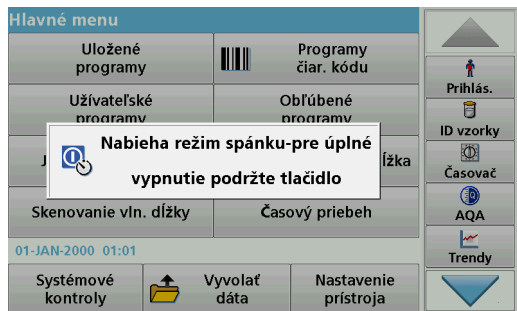 Hlavné menu
Uložené
programy
Programy
čiar. kódu
Užívateľské
programy
Obľúbené
programy
J
ĺžka
Nabieha režim spánku-pre úplné
vypnutie podržte tlačidlo
Skenovanie vln. dĺžky
Časový priebeh
01-JAN-2000 01:01
Systémové
kontroly
Vyvolať
dáta
Nastavenie
prístroja
Prihlás.
ID vzorky
Časovač
AQA
Trendy